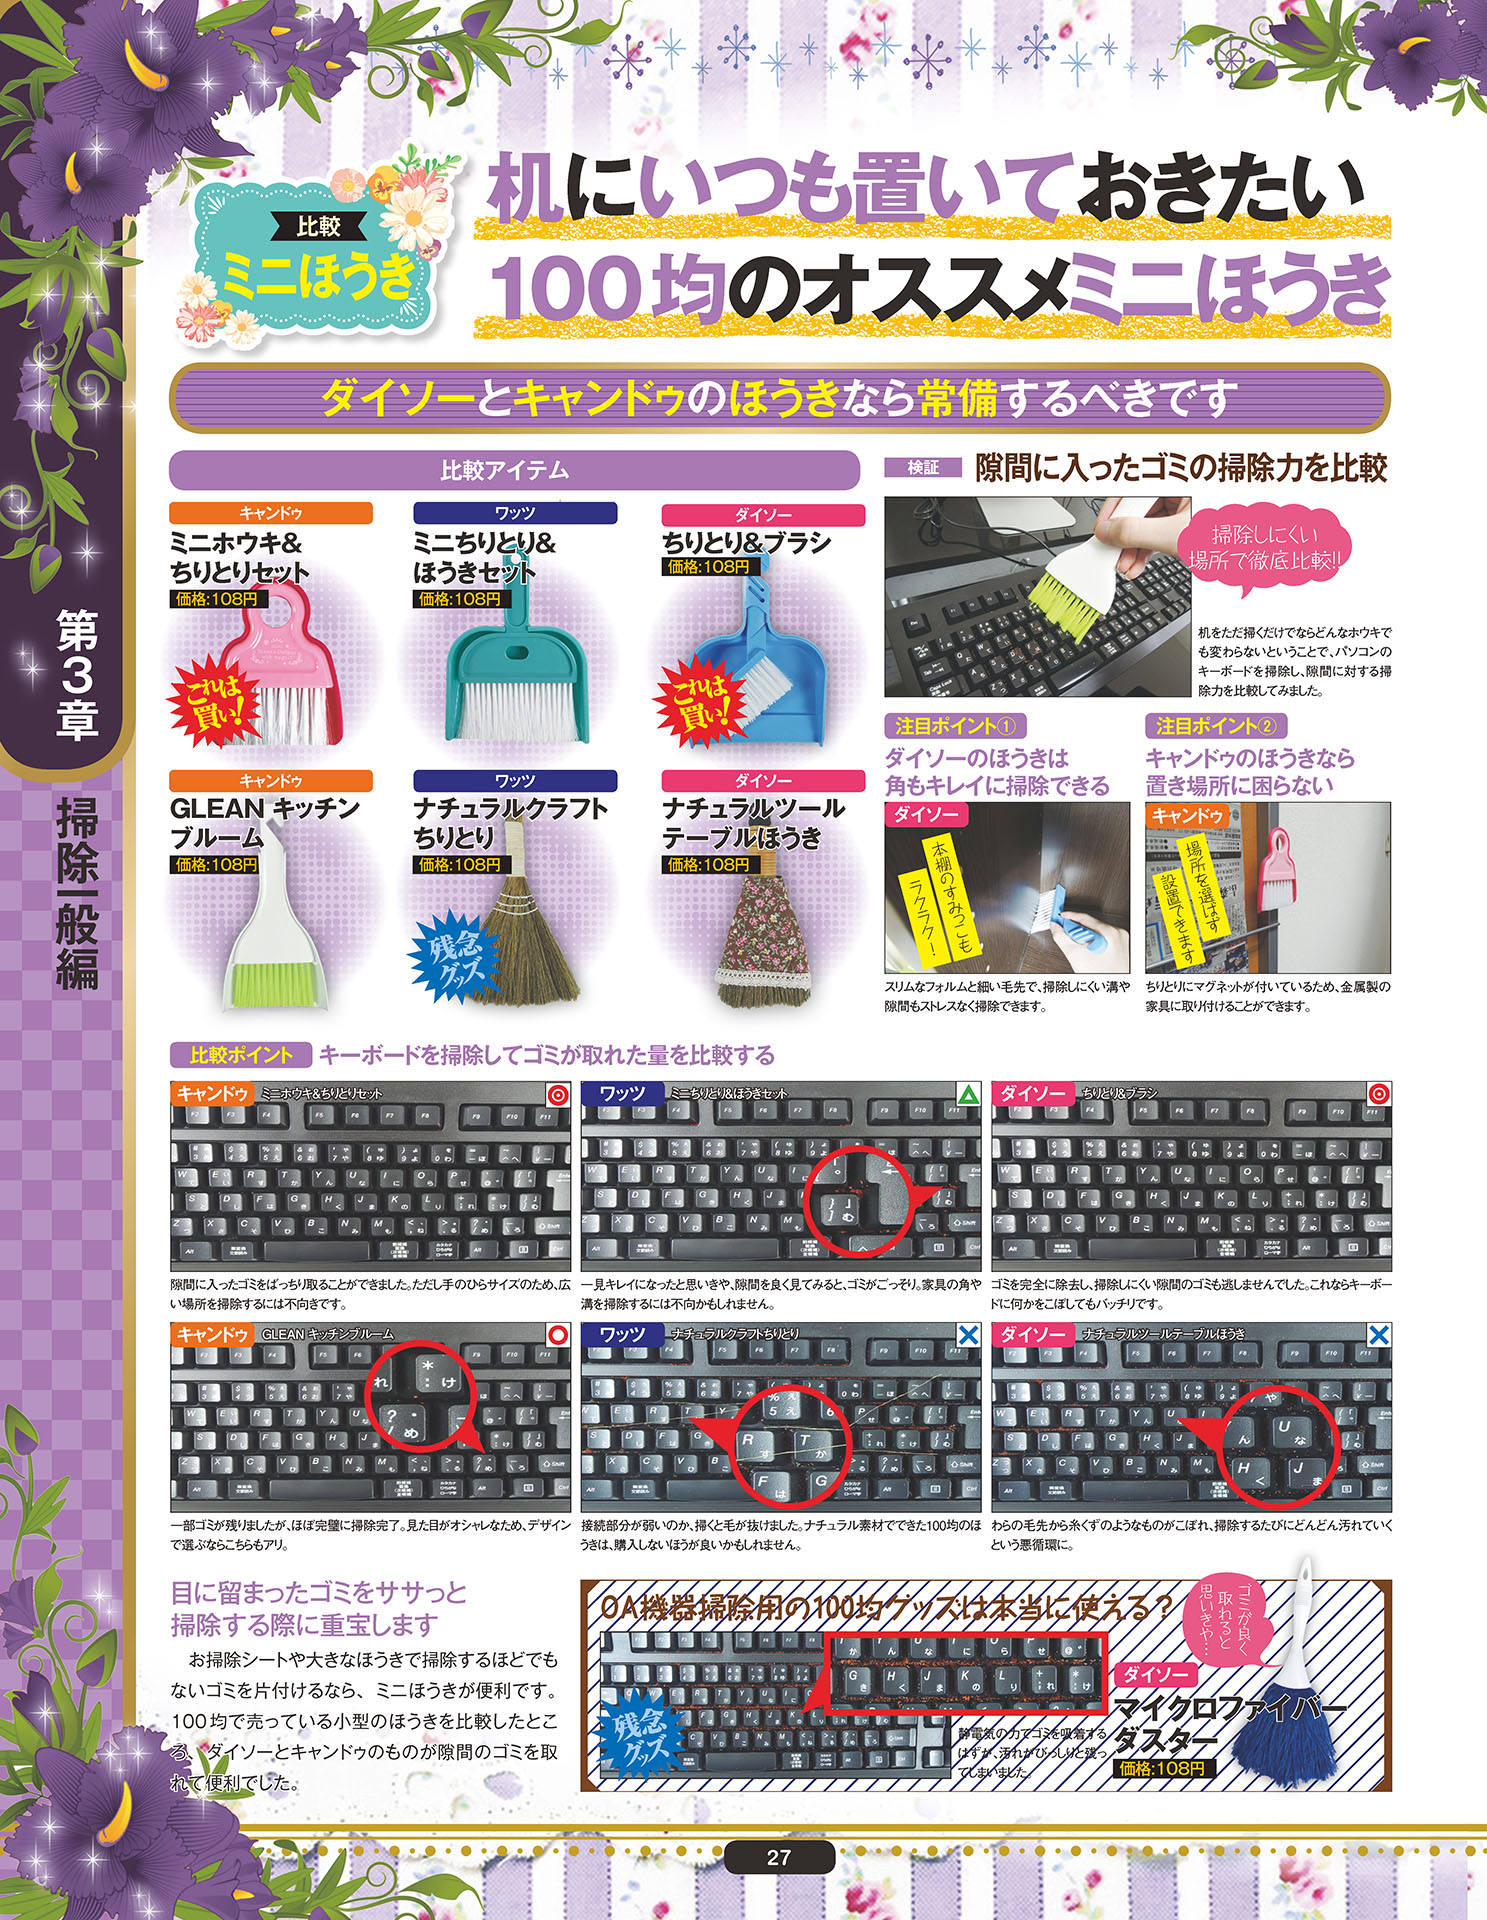 比較
ミニほうき
机にいつも置いておきたい
100均のオススメミニほうき
ダイソーとキャンドゥのほうきなら常備するべきです
第3章
掃除一般編
比較アイテム
キャンドゥ
ミニホウキ&
ちりとりセット
価格:108円
これは
買い!
ワッツ
ミニちりとり&
ほうきセット
価格:108円
ダイソー
ちりとり&ブラシ
価格:108円
これは
買い!
キャンドゥ
GLEAN キッチン
ブルーム
価格:108円
ワッツ
ナチュラルクラフト
ちりとり
価格:108円
残念
グッズ
ダイソー
ナチュラルツール
テーブルほうき
価格:108円
検証
隙間に入ったゴミの掃除力を比較
掃除しにくい
場所で徹底比較!!
机をただ掃くだけでならどんなホウキで
も変わらないということで、パソコンの
キーボードを掃除し、隙間に対する掃
除力を比較してみました。
注目ポイント①
ダイソーのほうきは
角もキレイに掃除できる
ダイソー
本棚のすみっこも
ラクラク!
スリムなフォルムと細い毛先で、掃除しにくい溝や
隙間もストレスなく掃除できます。
注目ポイント②
キャンドゥのほうきなら
置き場所に困らない
キャンドゥ
場所を選ばず
設置できます
ちりとりにマグネットが付いているため、金属製の
家具に取り付けることができます。
比較ポイント
キーボードを掃除してゴミが取れた量を比較する
キャンドゥ
ミニホウキ&ちりとりセット
隙間に入ったゴミをばっちり取ることができました。ただし手のひらサイズのため、広
い場所を掃除するには不向きです。
ワッツ
ミニちりとり&ほうきセット
一見キレイになったと思いきや、隙間を良く見てみると、ゴミがごっそり。家具の角や
溝を掃除するには不向かもしれません。
ダイソー
ちりとり&ブラシ
ゴミを完全に除去し、掃除しにくい隙間のゴミも逃しませんでした。これならキーボー
ドに何かをこぼしてもバッチリです。
キャンドゥ
GLEAN キッチンブルーム
一部ゴミが残りましたが、ほぼ完璧に掃除完了。見た目がオシャレなため、デザイン
で選ぶならこちらもアリ。
ワッツ
ナチュラルクラフトちりとり
接続部分が弱いのか、掃くと毛が抜けました。ナチュラル素材でできた100均のほ
うきは、購入しないほうが良いかもしれません。
ダイソー
ナチュラルツールテーブルほうき
わらの毛先から糸くずのようなものがこぼれ、掃除するたびにどんどん汚れていく
という悪循環に。
目に留まったゴミをササっと
掃除する際に重宝します
お掃除シートや大きなほうきで掃除するほどでも
ないゴミを片付けるなら、ミニほうきが便利です。
100均で売っている小型のほうきを比較したとこ
ろ、ダイソーとキャンドゥのものが隙間のゴミを取
れて便利でした。
OA機器掃除用の100均グッズは本当に使える?
残念
グッズ
静電気の力でゴミを吸着する
はずが、汚れがびっしりと残っ
てしまいました。
ダイソー
マイクロファイバー
ダスター
価格:108円
ゴミが良く
取れると
思いきや…
27